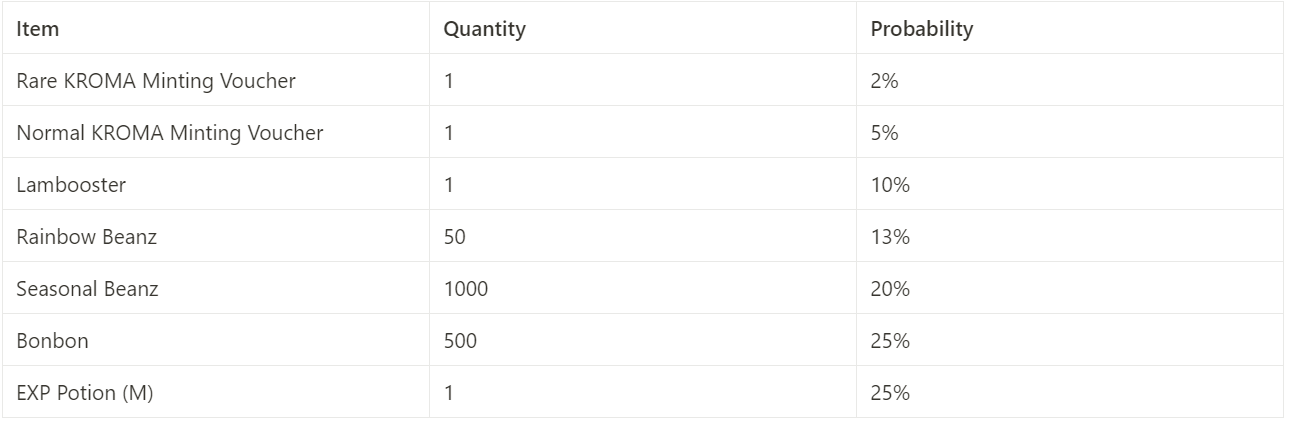 Item Quantity Probability
Rare KROMA Minting Voucher 1 2%
Normal KROMA Minting Voucher 1 5%
Lambooster 1 10%
Rainbow Beanz 50 13%
Seasonal Beanz 1000 20%
Bonbon 500 25%
EXP Potion (M) 1 25%